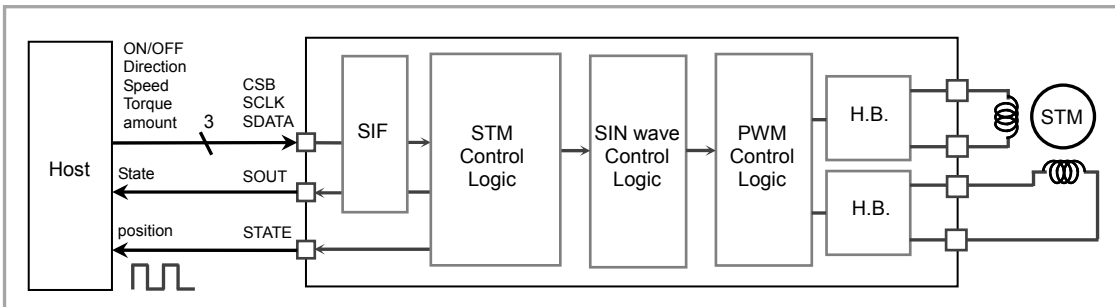 Host
ON/OFF
Direction
Speed
Torque
amount
3
CSB
SCLK
SDATA
State
SOUT
position
STATE
SIF
STM
Control
Logic
SIN wave
Control
Logic
PWM
Control
Logic
H.B.
H.B.
STM